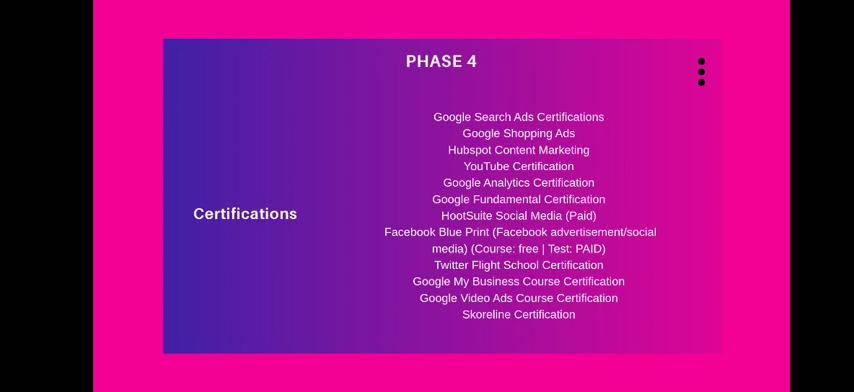 PHASE 4
Certifications
Google Search Ads Certifications
Google Shopping Ads
Hubspot Content Marketing
YouTube Certification
Google Analytics Certification
Google Fundamental Certification
HootSuite Social Media (Paid)
Facebook Blue Print (Facebook advertisement/social
media) (Course: free | Test: PAID)
Twitter Flight School Certification
Google My Business Course Certification
Google Video Ads Course Certification
Skoreline Certification